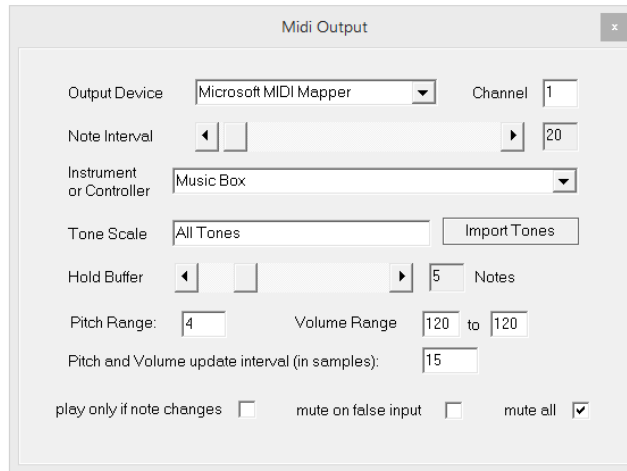 Midi Output
x
Output Device Microsoft MIDI Mapper Channel 1
Note Interval 20
Instrument
or Controller Music Box
Tone Scale All Tones Import Tones
Hold Buffer 5 Notes
Pitch Range: 4 Volume Range 120 to 120
Pitch and Volume update interval (in samples): 15
play only if note changes mute on false input mute all